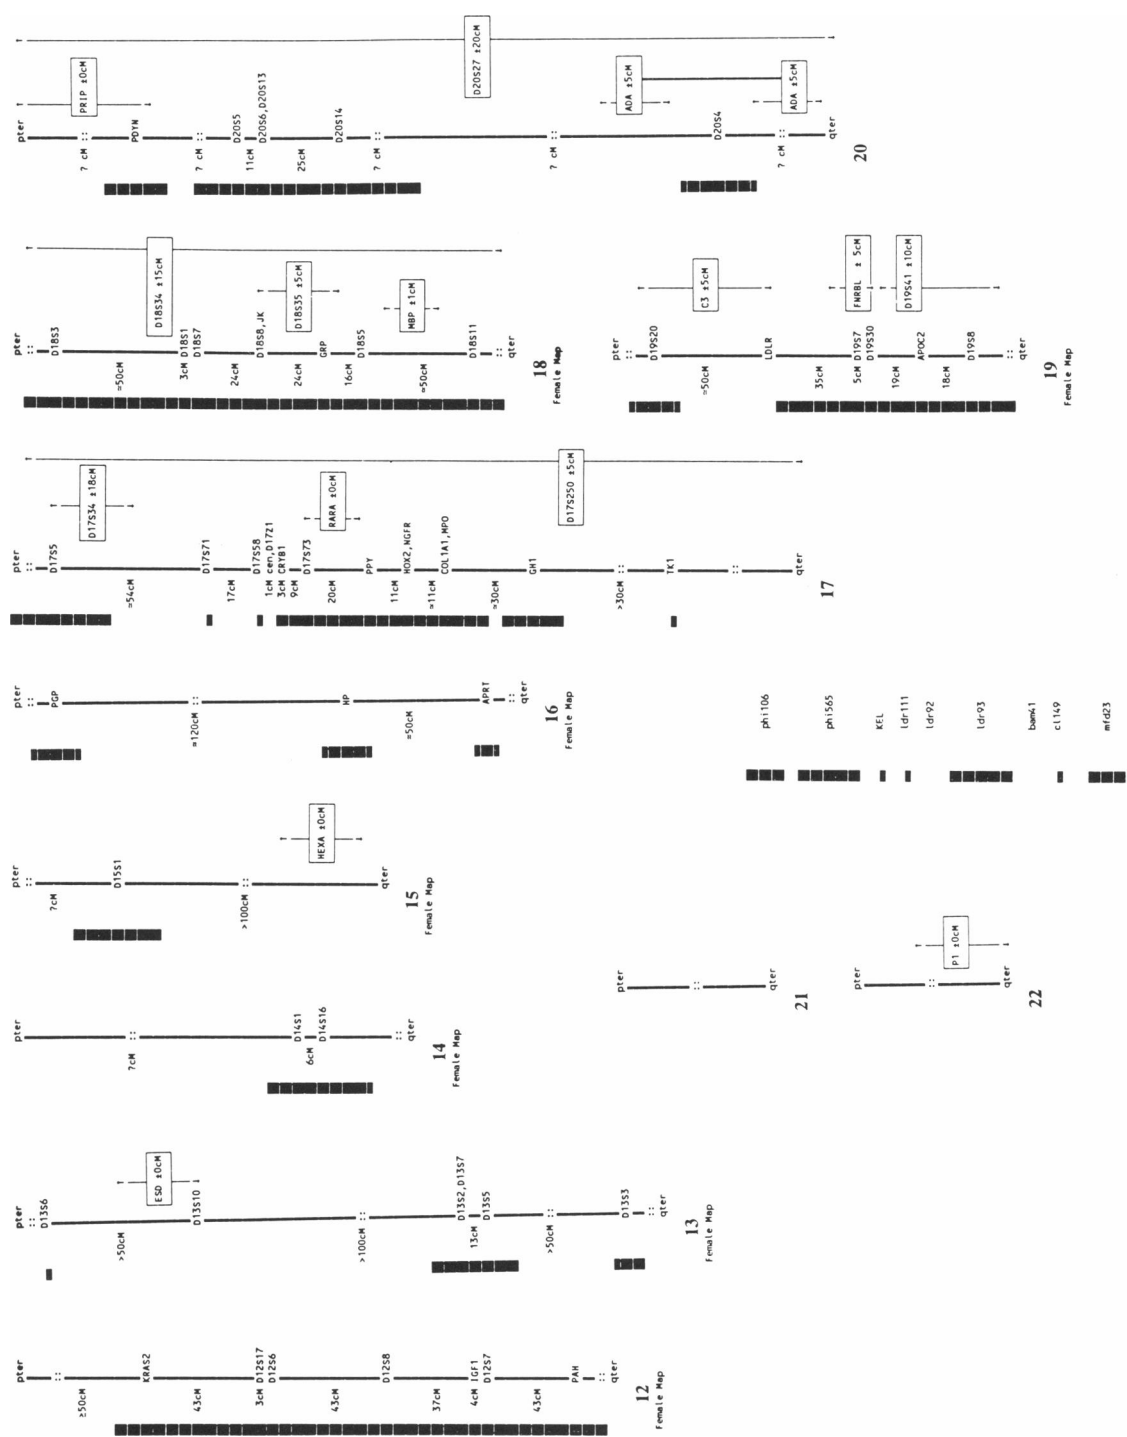 pter
::
≥50cM
KRAS2
43cM
3cM
D12S17
D12S6
43cM
D12S8
37cM
4cM
IGF1
D12S7
43cM
PAH
::
qter
12
Female Map
pter
::
D13S6
>50cM
ESD ±0cM
D13S10
>100cM
::
D13S2,D13S7
13cM
D13S5
>50cM
::
D13S3
::
qter
13
Female Map
pter
?cM
::
D14S1
6cM
D14S16
::
qter
14
Female Map
pter
::
?cM
D15S1
>100cM
::
HEXA ±0cM
qter
15
Female Map
pter
::
PGP
≈120cM
::
HP
≈50cM
APRT
::
qter
16
Female Map
pter
::
D17S5
D17S34 ±18cM
≈54cM
D17S71
17cM
D17S58
1cM cen,D17Z1
3cM CRYB1
9cM
D17S73
RARA ±0cM
20cM
PPY
11cM
HOX2,NGFR
≈11cM
COL1A1,MPO
≈30cM
GH1
D17S250 ±5cM
>30cM
::
TK1
::
qter
17
pter
::
D18S3
≈50cM
D18S34 ±15cM
3cM
D18S1
D18S7
24cM
D18S8,JK
24cM
D18S35 ±5cM
GRP
16cM
D18S5
MBP ±1cM
≈50cM
D18S11
::
qter
18
Female Map
pter
::
D19S20
≈50cM
C3 ±5cM
LDLR
35cM
FNRBL ± 5cM
5cM
D19S7
D19S30
19cM
D19S41 ±10cM
APOC2
18cM
D19S8
::
qter
19
Female Map
pter
? cM
::
PRIP ±0cM
PDYN
? cM
::
D20S5
11cM
D20S6,D20S13
25cM
D20S14
? cM
::
D20S27 ±20cM
? cM
::
ADA ±5cM
D20S4
? cM
::
ADA ±5cM
qter
20
pter
::
qter
21
pter
::
P1 ±0cM
qter
22
phi106
phi565
KEL
ldr111
ldr92
ldr93
bam41
cl149
mfd23